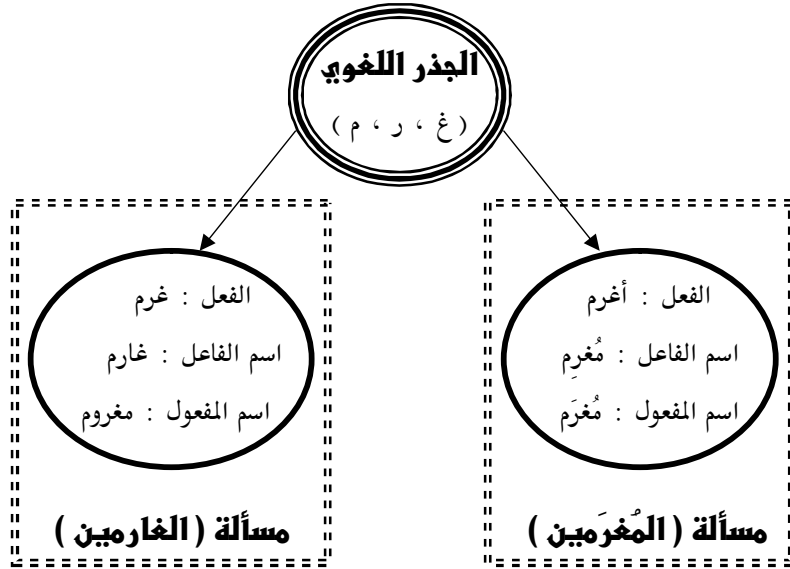 الجذر اللغوي
( غ ، ر ، م )
الفعل : أغرم
اسم الفاعل : مُغرِم
اسم المفعول : مُغرَم
مسألة ( المُغرَمين )
الفعل : غرم
اسم الفاعل : غارم
اسم المفعول : مغروم
مسألة ( الغارمين )